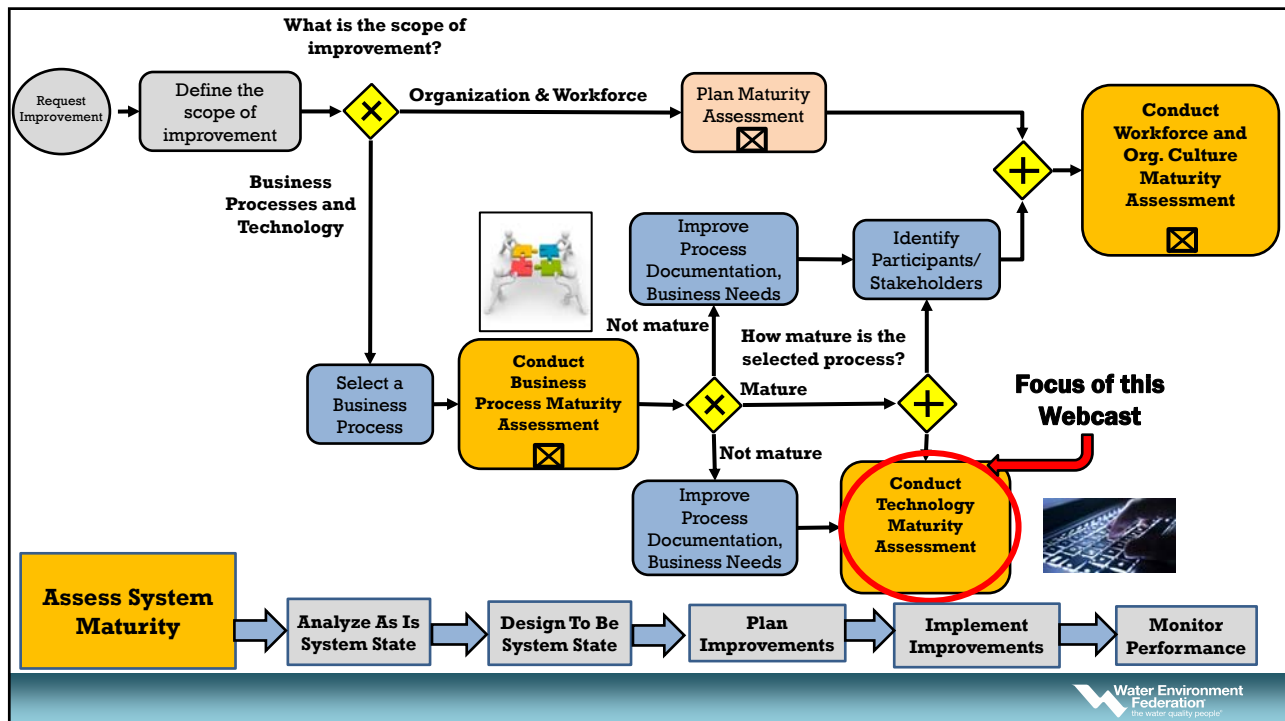 What is the scope of
improvement?
Request
Improvement
Define the
scope of
improvement
Organization & Workforce
Plan Maturity
Assessment
Conduct
Workforce and
Org. Culture
Maturity
Assessment
Business
Processes and
Technology
Improve
Process
Documentation,
Business Needs
Identify
Participants/
Stakeholders
Not mature
How mature is the
selected process?
Select a
Business
Process
Conduct
Business
Process Maturity
Assessment
Mature
Focus of this
Webcast
Not mature
Improve
Process
Documentation,
Business Needs
Conduct
Technology
Maturity
Assessment
Assess System
Maturity
Analyze As Is
System State
Design To Be
System State
Plan
Improvements
Implement
Improvements
Monitor
Performance
Water Environment
Federation®
the water quality people®